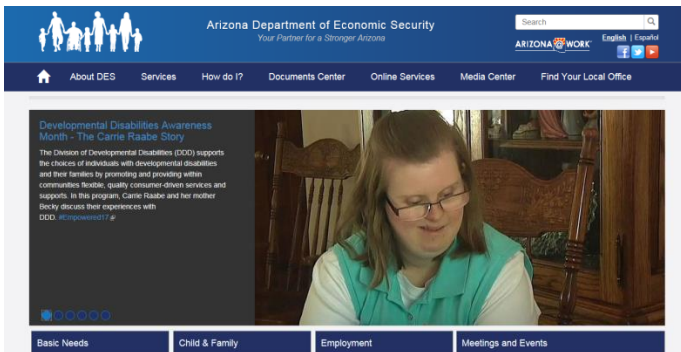 Arizona Department of Economic Security
Your Partner for a Stronger Arizona
Search
English | Español
ARIZONA@WORK
About DES Services How do I? Documents Center Online Services Media Center Find Your Local Office
Developmental Disabilities Awareness
Month - The Carrie Raabe Story
The Division of Developmental Disabilities (DDD) supports
the choices of individuals with developmental disabilities
and their families by promoting and providing within
communities flexible, quality consumer-driven services and
supports. In this program, Carrie Raabe and her mother
Becky discuss their experiences with
DDD. #Empowered17
Basic Needs Child & Family Employment Meetings and Events